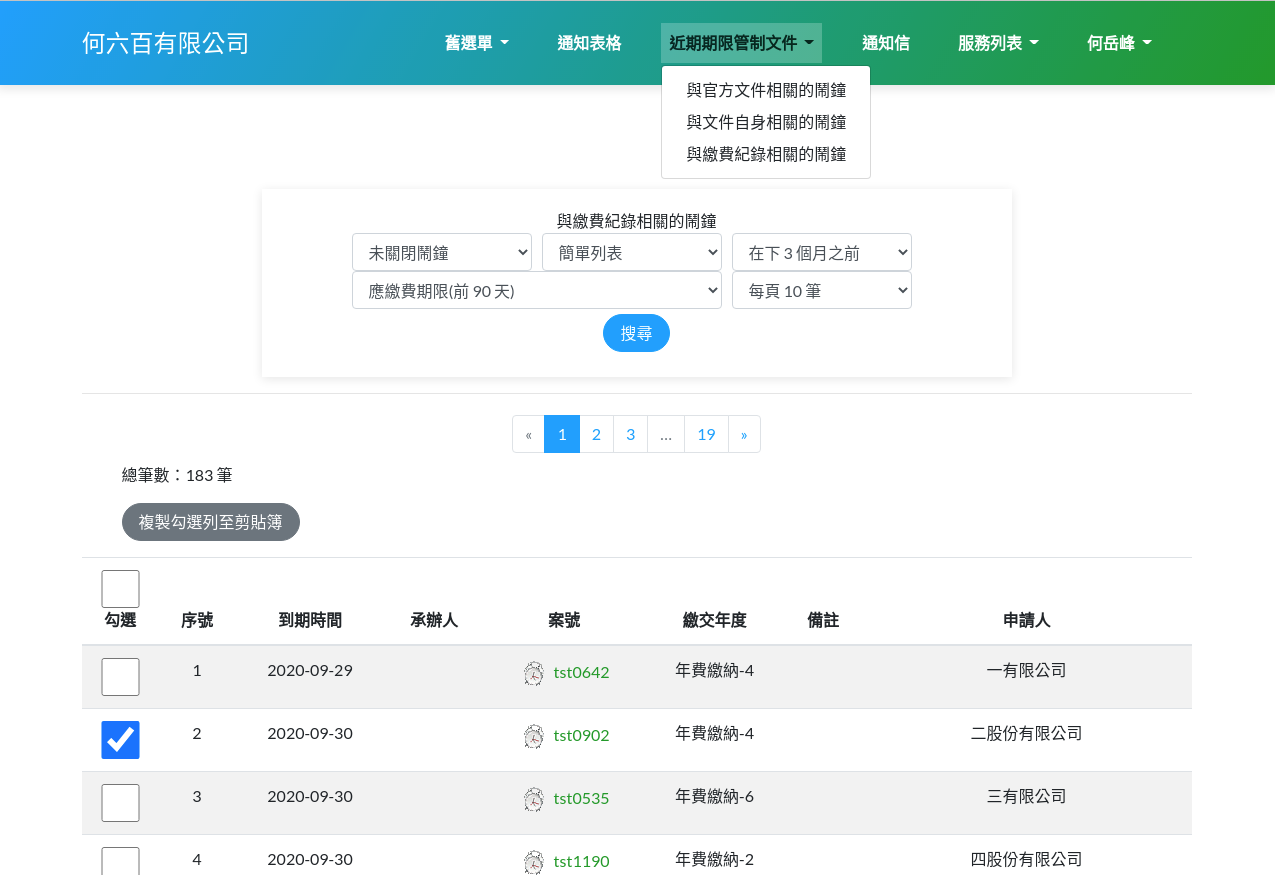 何六百有限公司
舊選單
通知表格
近期期限管制文件
通知信
服務列表
何岳峰
與官方文件相關的鬧鐘
與文件自身相關的鬧鐘
與繳費紀錄相關的鬧鐘
與繳費紀錄相關的鬧鐘
未關閉鬧鐘 簡單列表 在下 3 個月之前
應繳費期限(前 90 天) 每頁 10 筆
搜尋
« 1 2 3 ... 19 »
總筆數：183 筆
複製勾選列至剪貼簿
勾選 序號 到期時間 承辦人 案號 繳交年度 備註 申請人
1 2020-09-29 tst0642 年費繳納-4 一有限公司
2 2020-09-30 tst0902 年費繳納-4 二股份有限公司
3 2020-09-30 tst0535 年費繳納-6 三有限公司
4 2020-09-30 tst1190 年費繳納-2 四股份有限公司